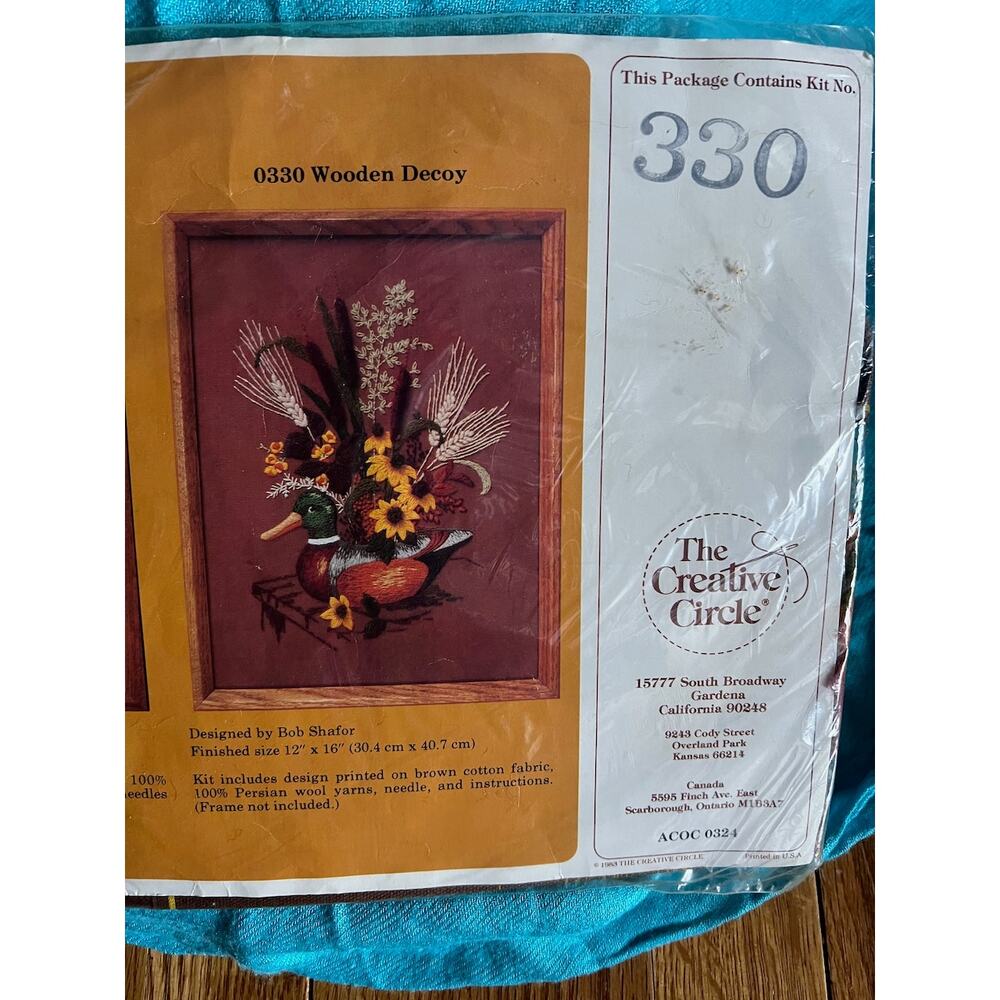 0330 Wooden Decoy
Designed by Bob Shafor
Finished size 12" x 16" (30.4 cm x 40.7 cm)
Kit includes design printed on brown cotton fabric,
100% Persian wool yarns, needle, and instructions.
(Frame not included.)
100%
needles
This Package Contains Kit No.
330
The
Creative
Circle®
15777 South Broadway
Gardena
California 90248
9243 Cody Street
Overland Park
Kansas 66214
Canada
5595 Finch Ave. East
Scarborough, Ontario M1B3A7
ACOC 0324
© 1983 THE CREATIVE CIRCLE
Printed in U.S.A